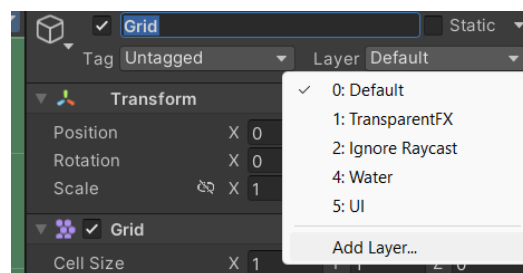 Grid Static
Tag Untagged Layer Default
0: Default
Transform
1: TransparentFX
Position X 0
2: Ignore Raycast
Rotation X 0
4: Water
Scale X 1
5: UI
Grid
Add Layer...
Cell Size X 1